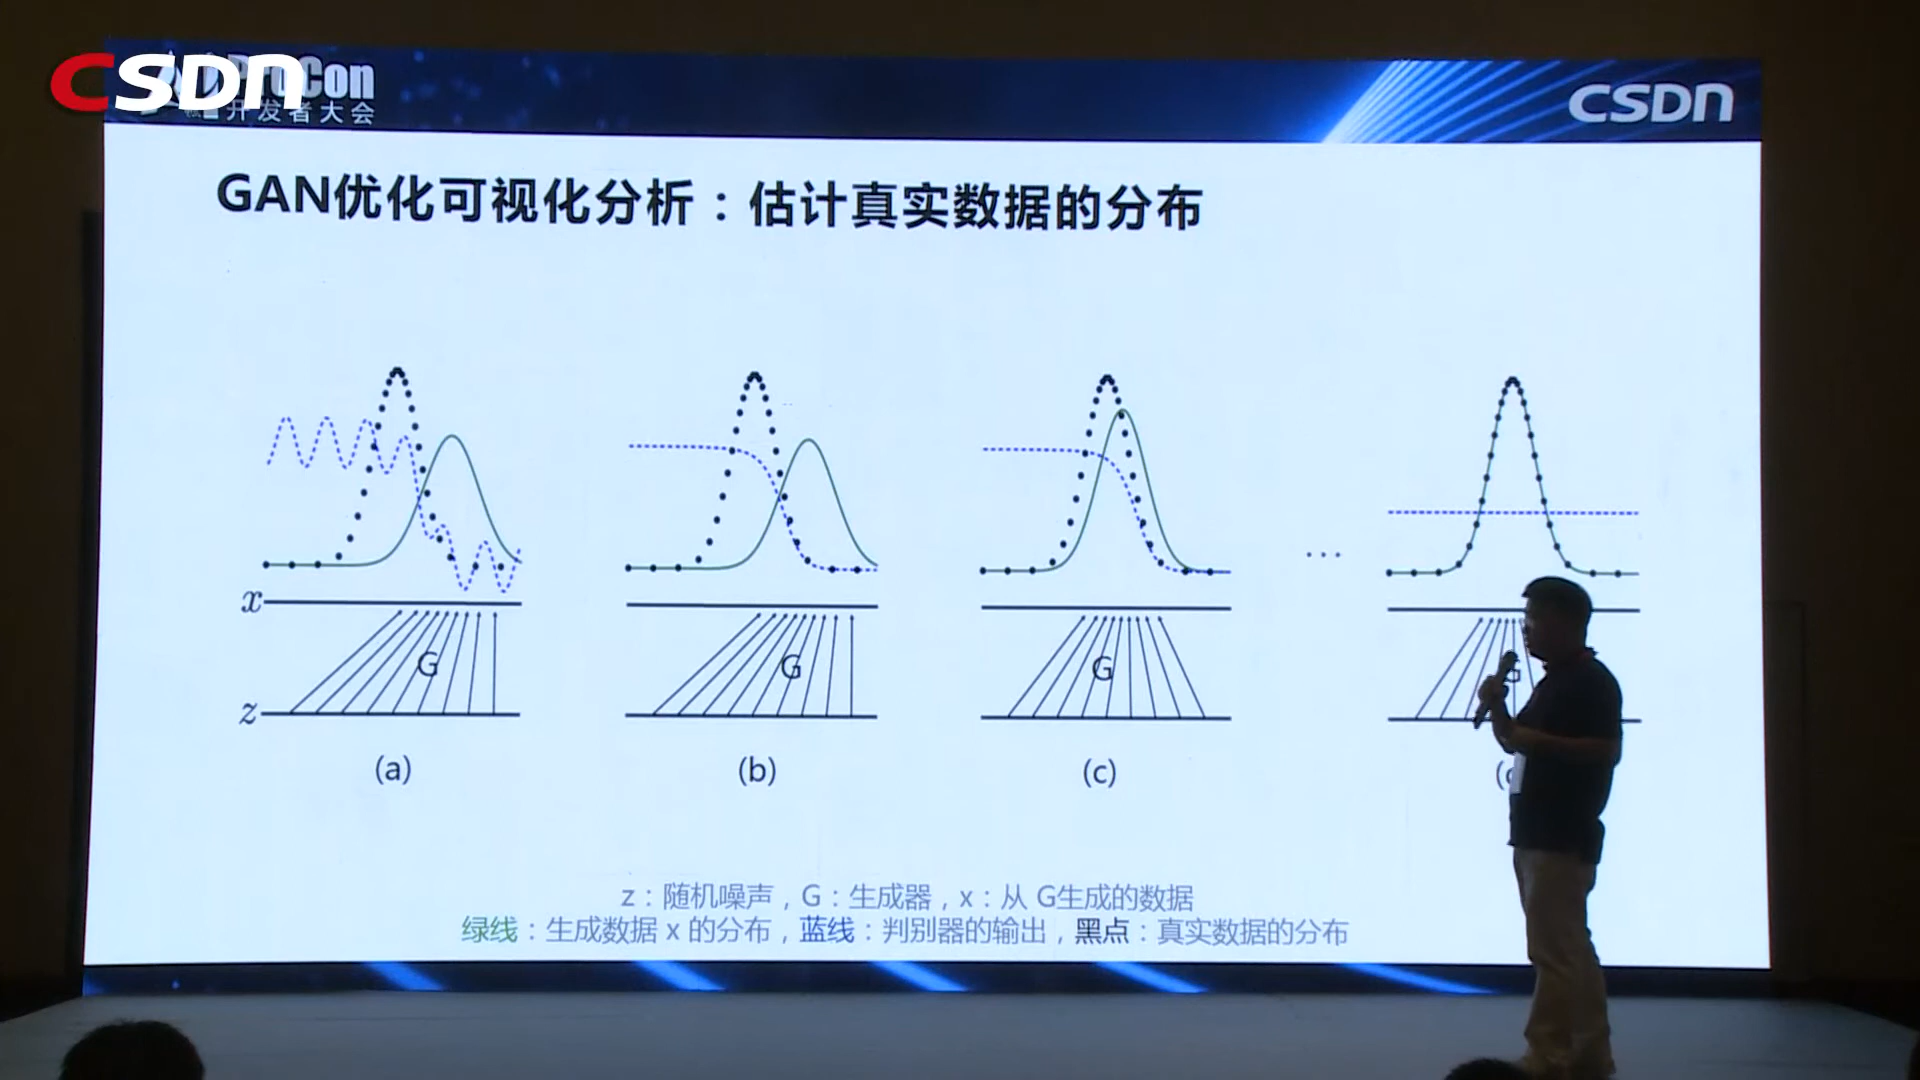 CSDN
ProCon
开发者大会
CSDN
GAN优化可视化分析：估计真实数据的分布
x
G
G
G
G
...
z
(a)
(b)
(c)
z：随机噪声，G：生成器，x：从 G生成的数据
绿线：生成数据 x 的分布，蓝线：判别器的输出，黑点：真实数据的分布